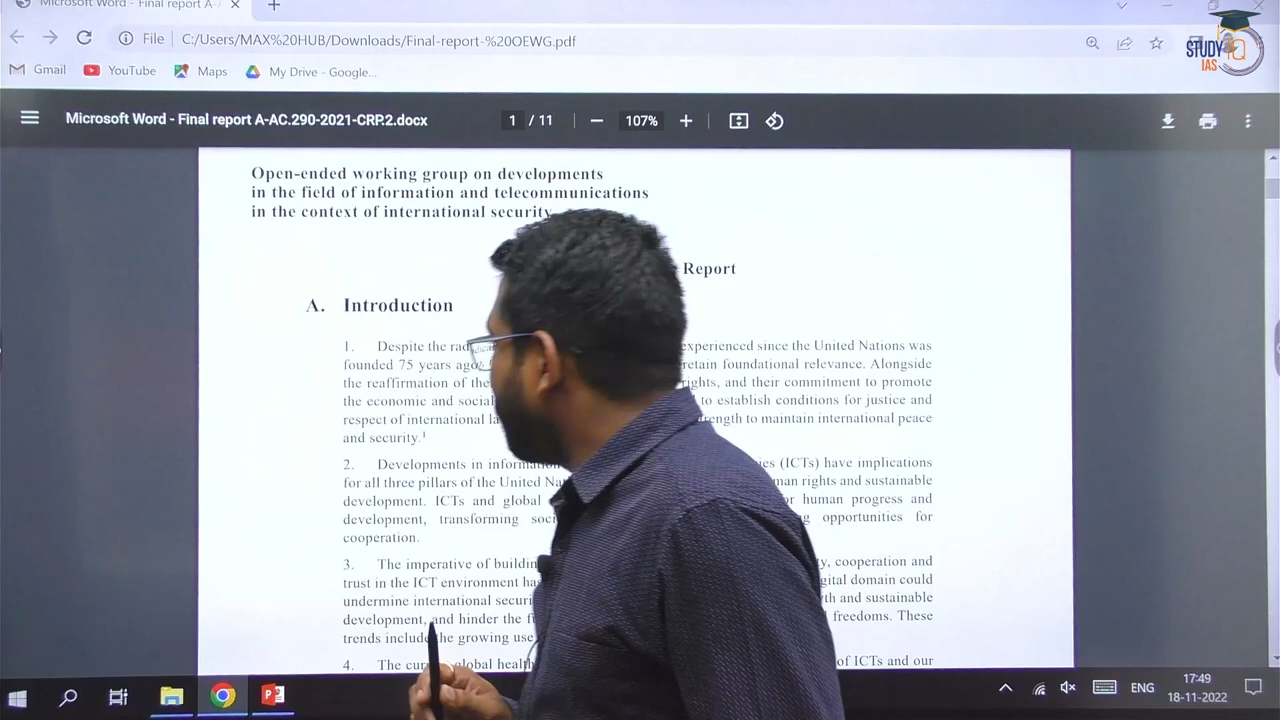 Microsoft Word - Final report A-A
STUDY IQ
IAS
File C:/Users/MAX%20HUB/Downloads/Final-report-%20OEWG.pdf
Gmail YouTube Maps My Drive - Google...
Microsoft Word - Final report A-AC.290-2021-CRP.2.docx 1 / 11 107%
Open-ended working group on developments
in the field of information and telecommunications
in the context of international security
Report
A. Introduction
1. Despite the rad experienced since the United Nations was
founded 75 years ago retain foundational relevance. Alongside
the reaffirmation of the rights, and their commitment to promote
the economic and social to establish conditions for justice and
respect of international la strength to maintain international peace
and security.¹
2. Developments in information (ICTs) have implications
for all three pillars of the United Na human rights and sustainable
development. ICTs and global or human progress and
development, transforming soci opportunities for
cooperation.
3. The imperative of building cooperation and
trust in the ICT environment ha digital domain could
undermine international securi and sustainable
development, and hinder the f freedoms. These
trends include the growing use
4. The curr global healt of ICTs and our
ENG 17:49
18-11-2022